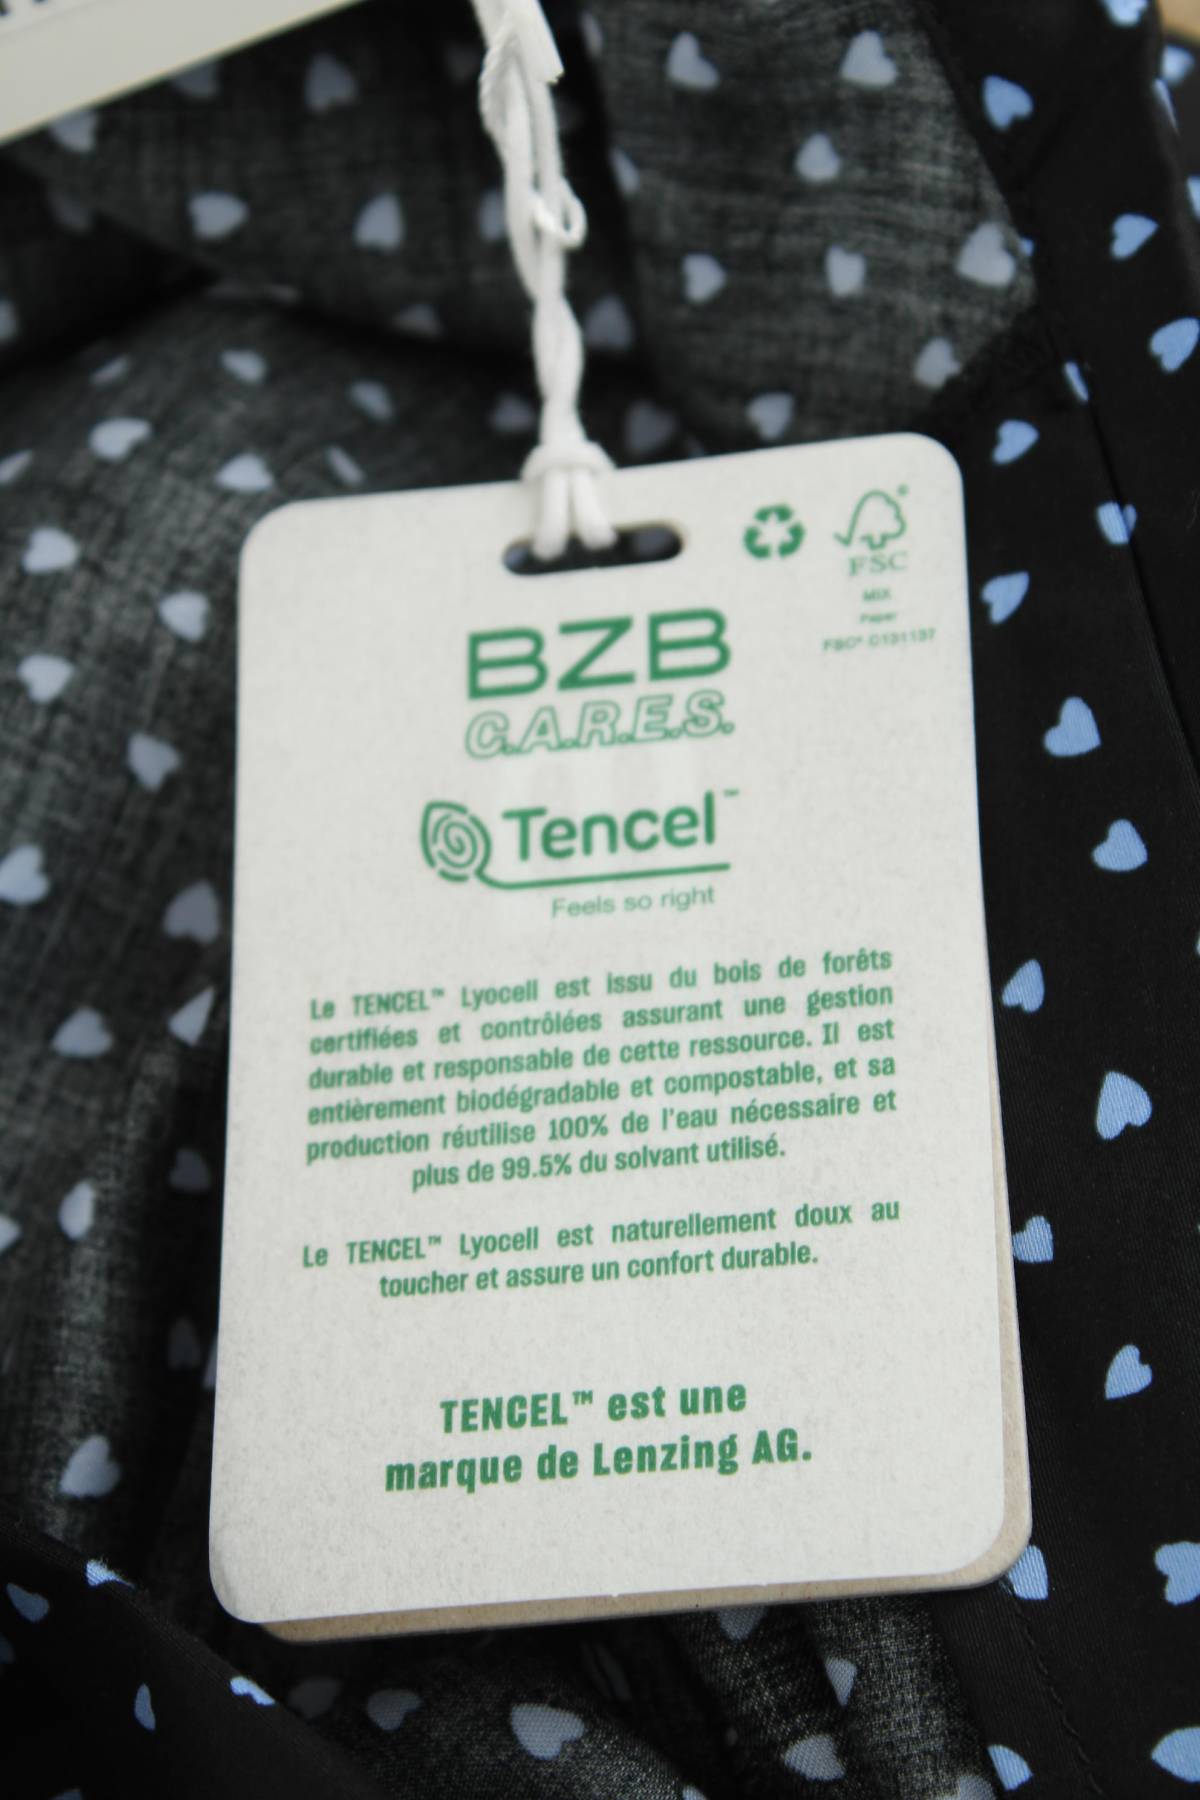 FSC
MIX
Paper
FSC® C131137
BZB
C.A.R.E.S.
Tencel™
Feels so right
Le TENCEL™ Lyocell est issu du bois de forêts
certifiées et contrôlées assurant une gestion
durable et responsable de cette ressource. Il est
entièrement biodégradable et compostable, et sa
production réutilise 100% de l'eau nécessaire et
plus de 99.5% du solvant utilisé.
Le TENCEL™ Lyocell est naturellement doux au
toucher et assure un confort durable.
TENCEL™ est une
marque de Lenzing AG.